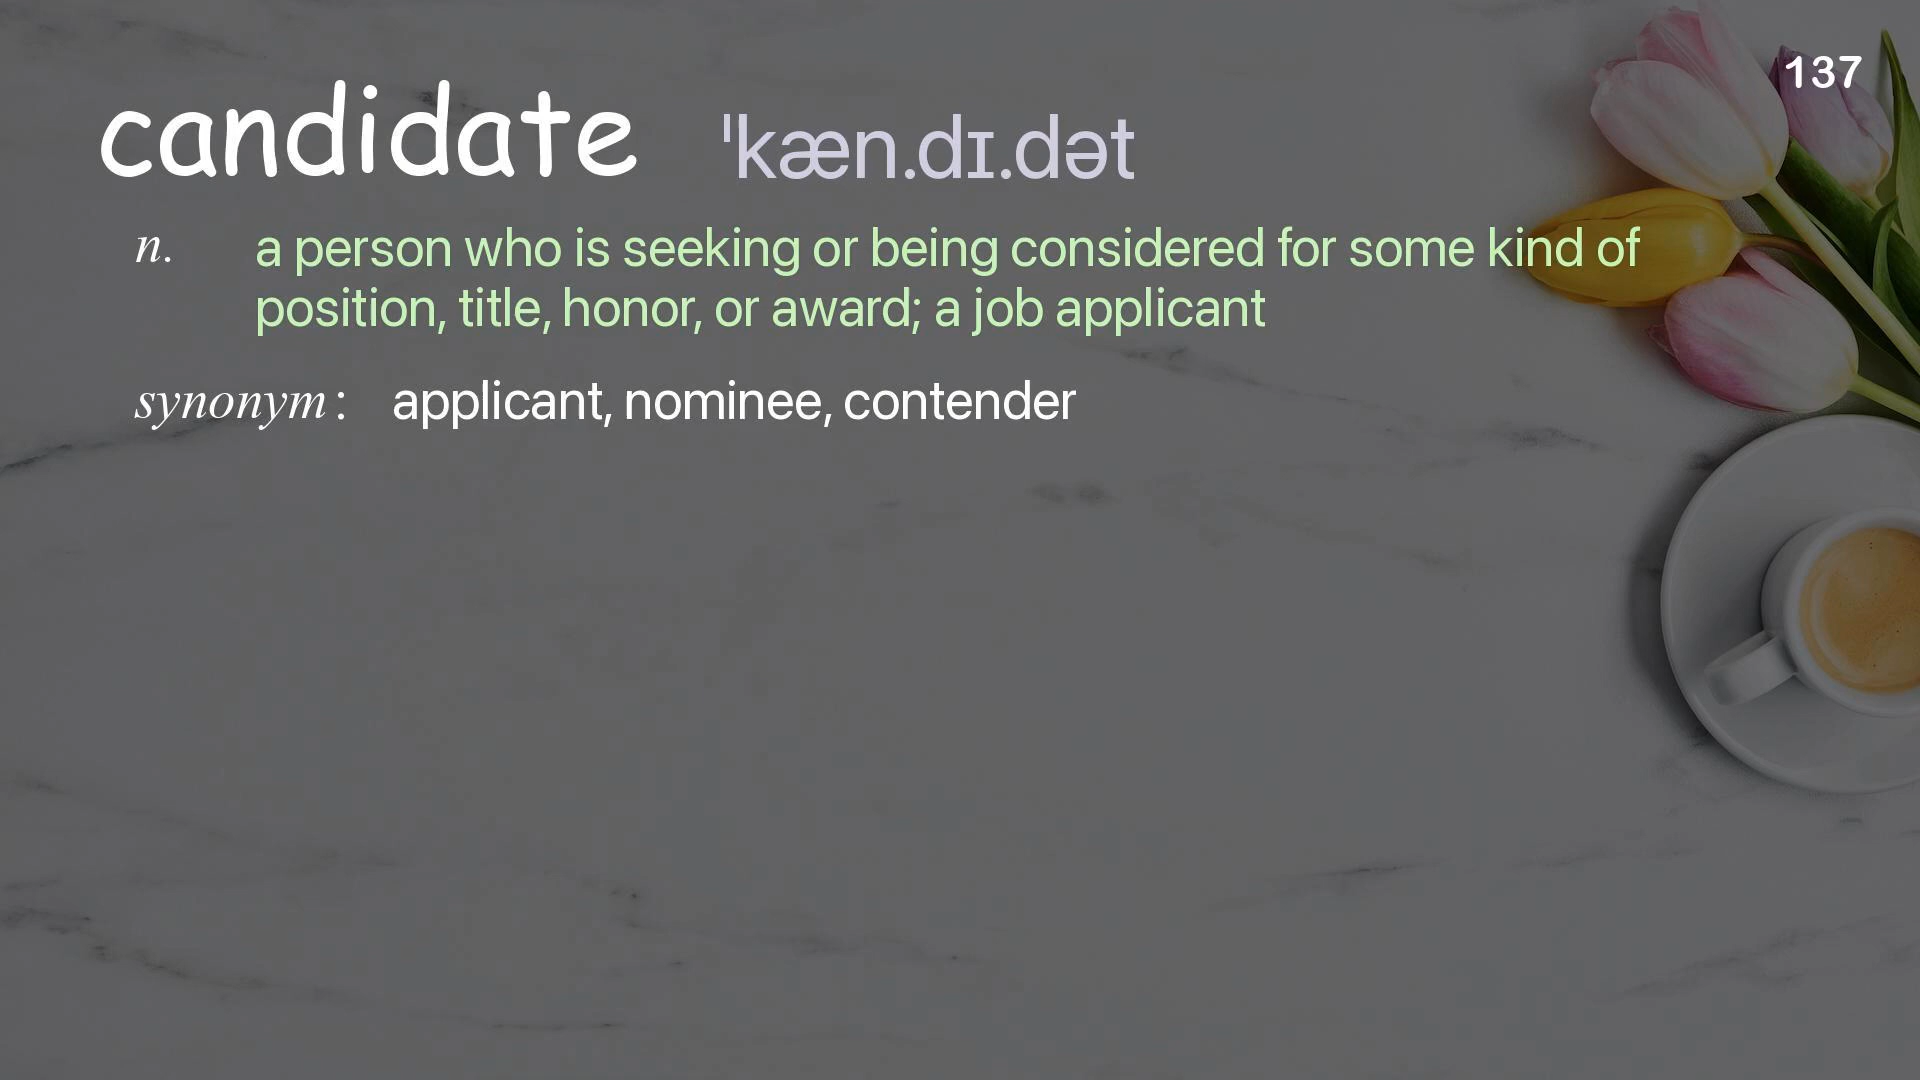 137
candidate ˈkæn.dɪ.dət
n. a person who is seeking or being considered for some kind of
position, title, honor, or award; a job applicant
synonym: applicant, nominee, contender